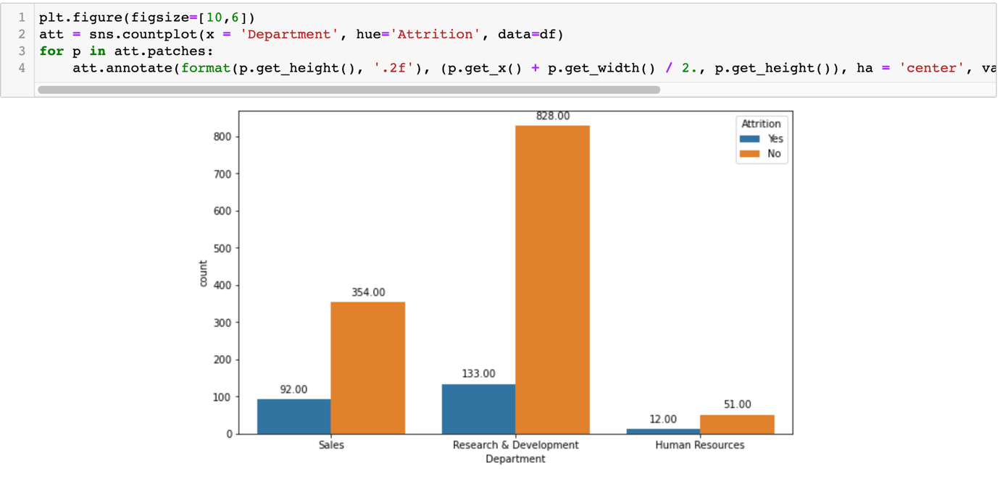 1 plt.figure(figsize=[10,6])
2 att = sns.countplot(x = 'Department', hue='Attrition', data=df)
3 for p in att.patches:
4     att.annotate(format(p.get_height(), '.2f'), (p.get_x() + p.get_width() / 2., p.get_height()), ha = 'center', va
828.00
Attrition
Yes
No
800
700
600
500
400
300
200
100
0
count
354.00
92.00
133.00
51.00
12.00
Sales
Research & Development
Human Resources
Department